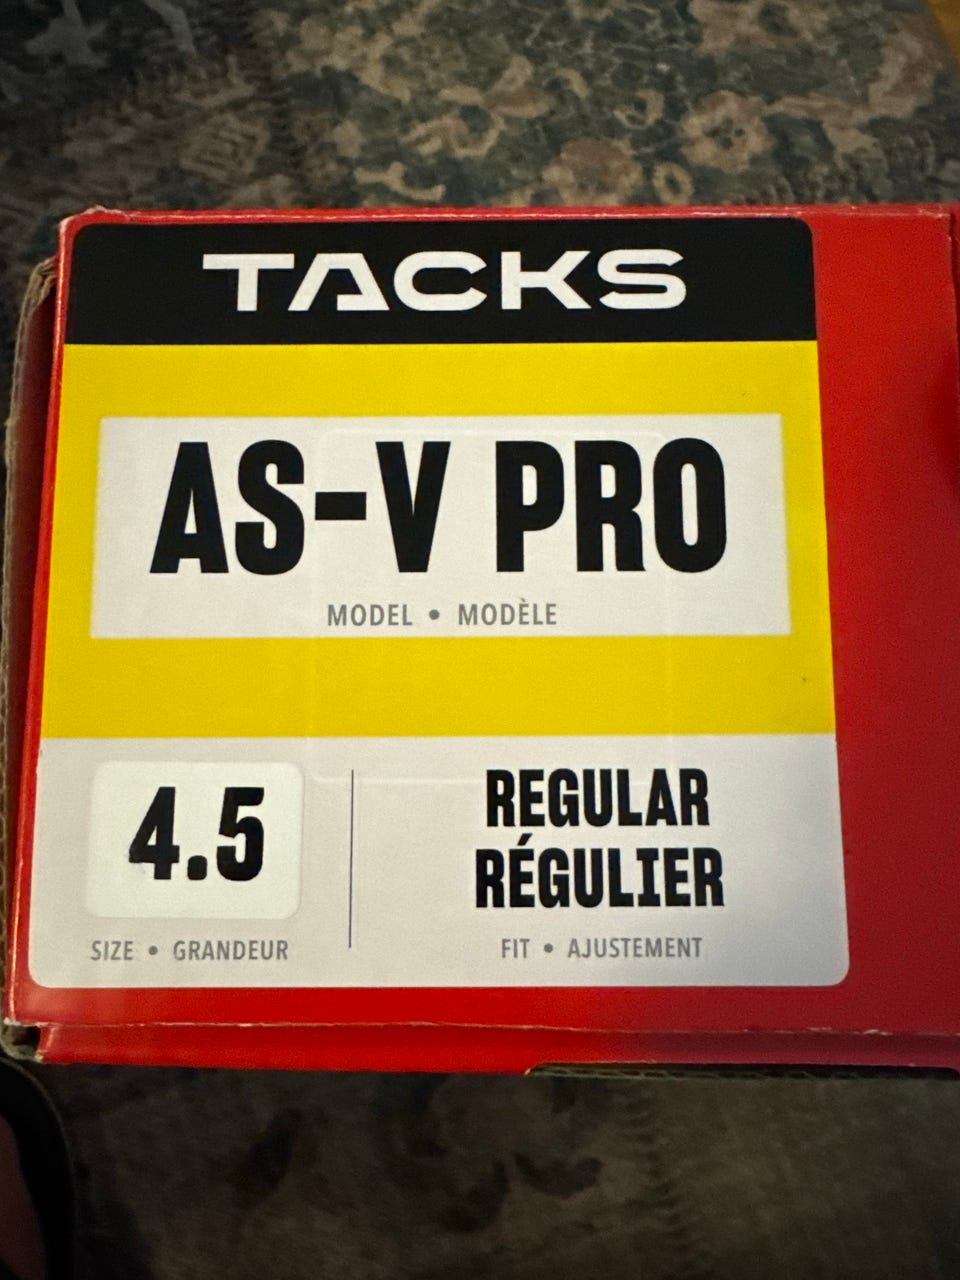 TACKS
AS-V PRO
MODEL • MODÈLE
4.5
SIZE • GRANDEUR
REGULAR
RÉGULIER
FIT • AJUSTEMENT